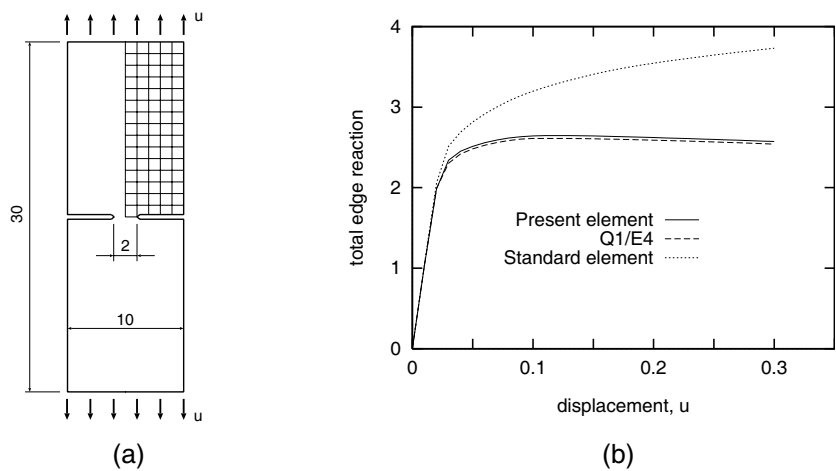 u
30
2
10
u
(a)
4
3
2
1
0
total edge reaction
Present element
Q1/E4
Standard element
0
0.1
0.2
0.3
displacement, u
(b)